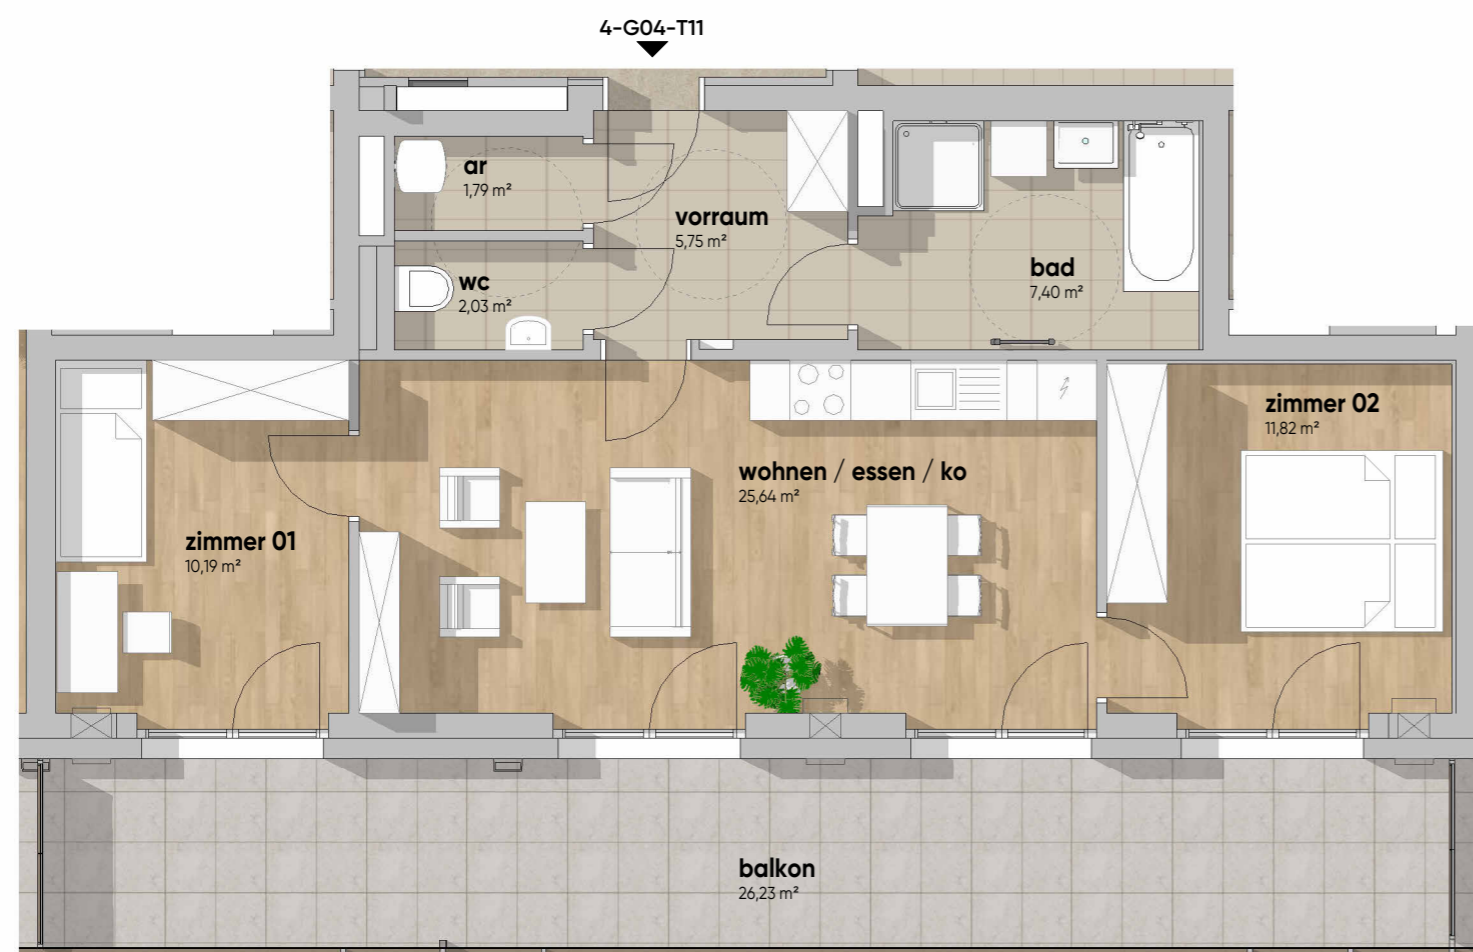 4-G04-T11
ar
1,79 m²
vorraum
5,75 m²
wc
2,03 m²
bad
7,40 m²
zimmer 02
11,82 m²
wohnen / essen / ko
25,64 m²
zimmer 01
10,19 m²
balkon
26,23 m²